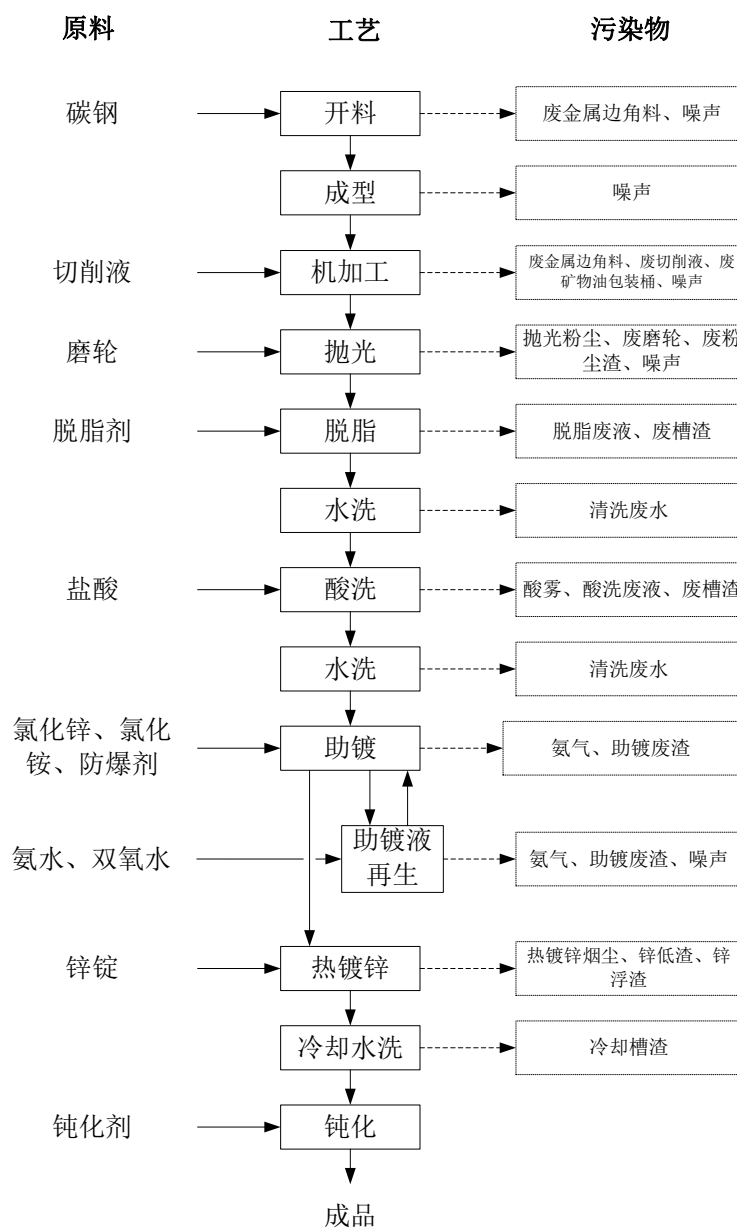 原料 工艺 污染物
碳钢 开料 废金属边角料、噪声
成型 噪声
切削液 机加工 废金属边角料、废切削液、废
矿物油包装桶、噪声
磨轮 抛光 抛光粉尘、废磨轮、废粉
尘渣、噪声
脱脂剂 脱脂 脱脂废液、废槽渣
水洗 清洗废水
盐酸 酸洗 酸雾、酸洗废液、废槽渣
水洗 清洗废水
氯化锌、氯化
铵、防爆剂 助镀 氨气、助镀废渣
氨水、双氧水 助镀液
再生 氨气、助镀废渣、噪声
锌锭 热镀锌 热镀锌烟尘、锌低渣、锌
浮渣
冷却水洗 冷却槽渣
钝化剂 钝化
成品